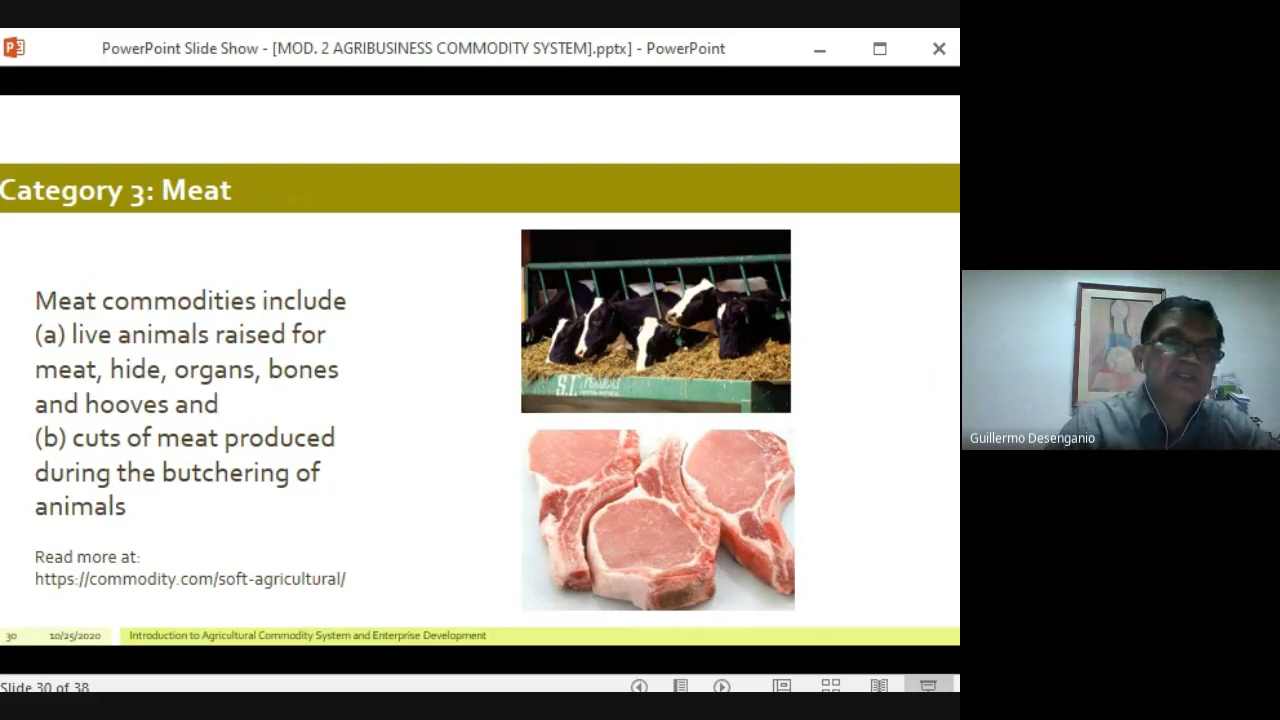 PowerPoint Slide Show - [MOD. 2 AGRIBUSINESS COMMODITY SYSTEM].pptx] - PowerPoint
Category 3: Meat
Meat commodities include
(a) live animals raised for
meat, hide, organs, bones
and hooves and
(b) cuts of meat produced
during the butchering of
animals
Read more at:
https://commodity.com/soft-agricultural/
30 10/25/2020 Introduction to Agricultural Commodity System and Enterprise Development
Slide 30 of 38
Guillermo Desenganio